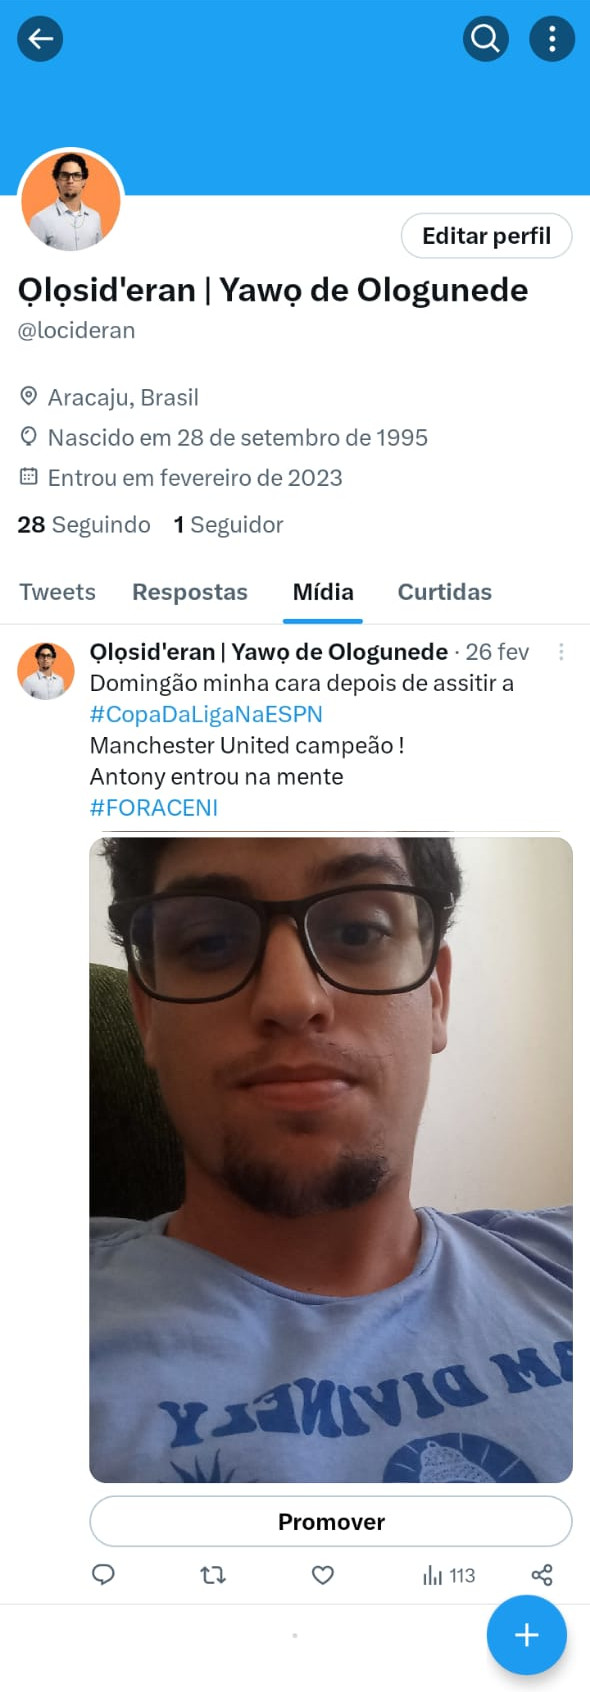 Editar perfil
Ọlọsid'eran | Yawọ de Ologunede
@locideran
Aracaju, Brasil
Nascido em 28 de setembro de 1995
Entrou em fevereiro de 2023
28 Seguindo 1 Seguidor
Tweets Respostas Mídia Curtidas
Ọlọsid'eran | Yawọ de Ologunede · 26 fev
Domingão minha cara depois de assitir a
#CopaDaLigaNaESPN
Manchester United campeão !
Antony entrou na mente
#FORACENI
AM DIVINELY
Promover
113